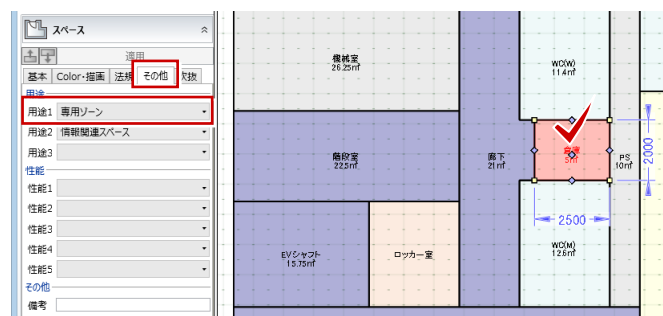 スペース
適用
基本 Color・描画 法規 その他 吹抜
用途
用途1 専用ゾーン
用途2 情報関連スペース
用途3
性能
性能1
性能2
性能3
性能4
性能5
その他
備考
機械室
26.25㎡
WC(W)
11.4㎡
階段室
22.5㎡
廊下
21㎡
5㎡
PS
10㎡
2000
2500
EVシャフト
15.75㎡
ロッカー室
WC(M)
12.6㎡